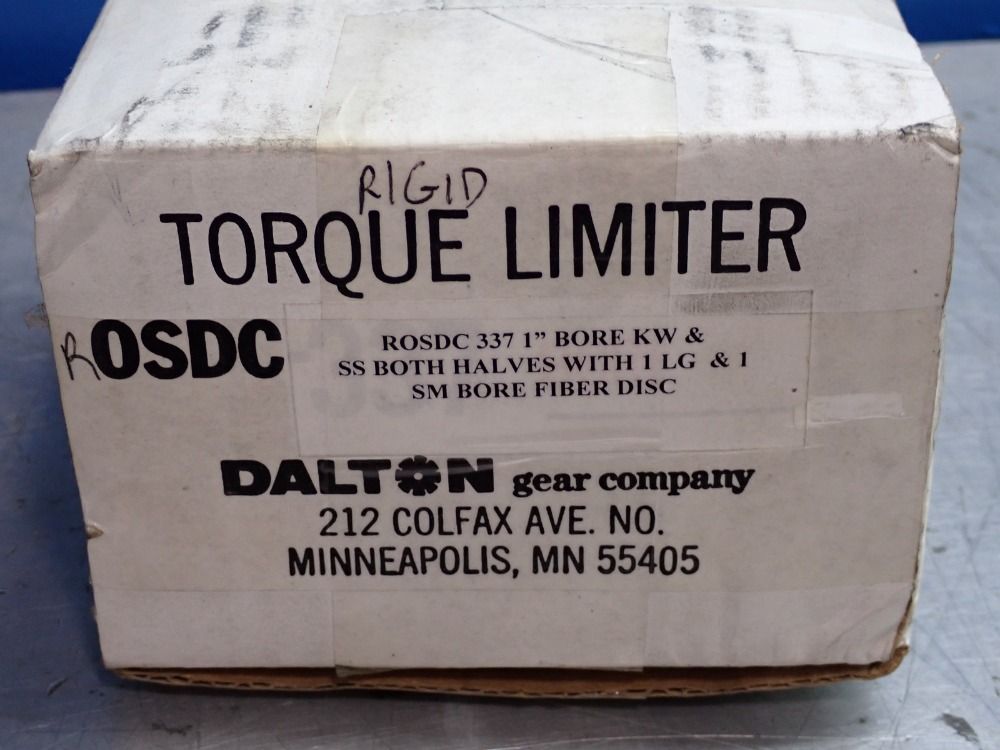 RIGID
TORQUE LIMITER
ROSDC
ROSDC 337 1” BORE KW &
SS BOTH HALVES WITH 1 LG & 1
SM BORE FIBER DISC
DALTON gear company
212 COLFAX AVE. NO.
MINNEAPOLIS, MN 55405